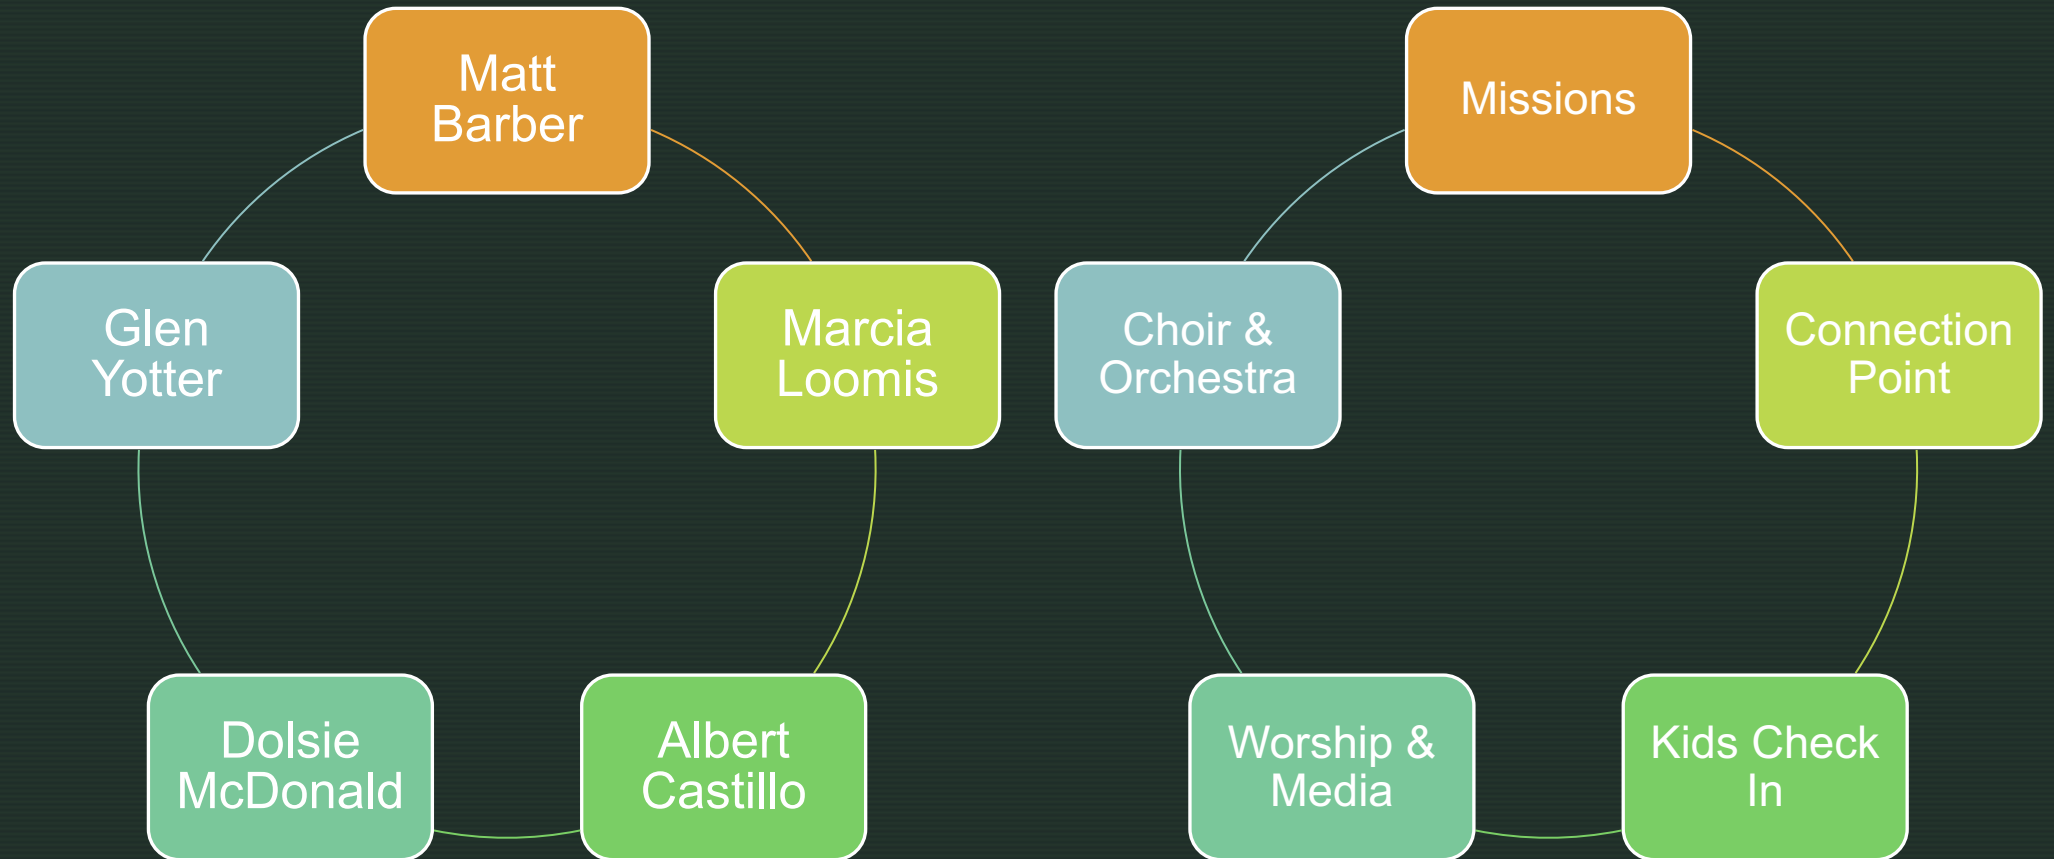 Matt
Barber
Marcia
Loomis
Albert
Castillo
Dolsie
McDonald
Glen
Yotter
Missions
Connection
Point
Kids Check
In
Worship &
Media
Choir &
Orchestra